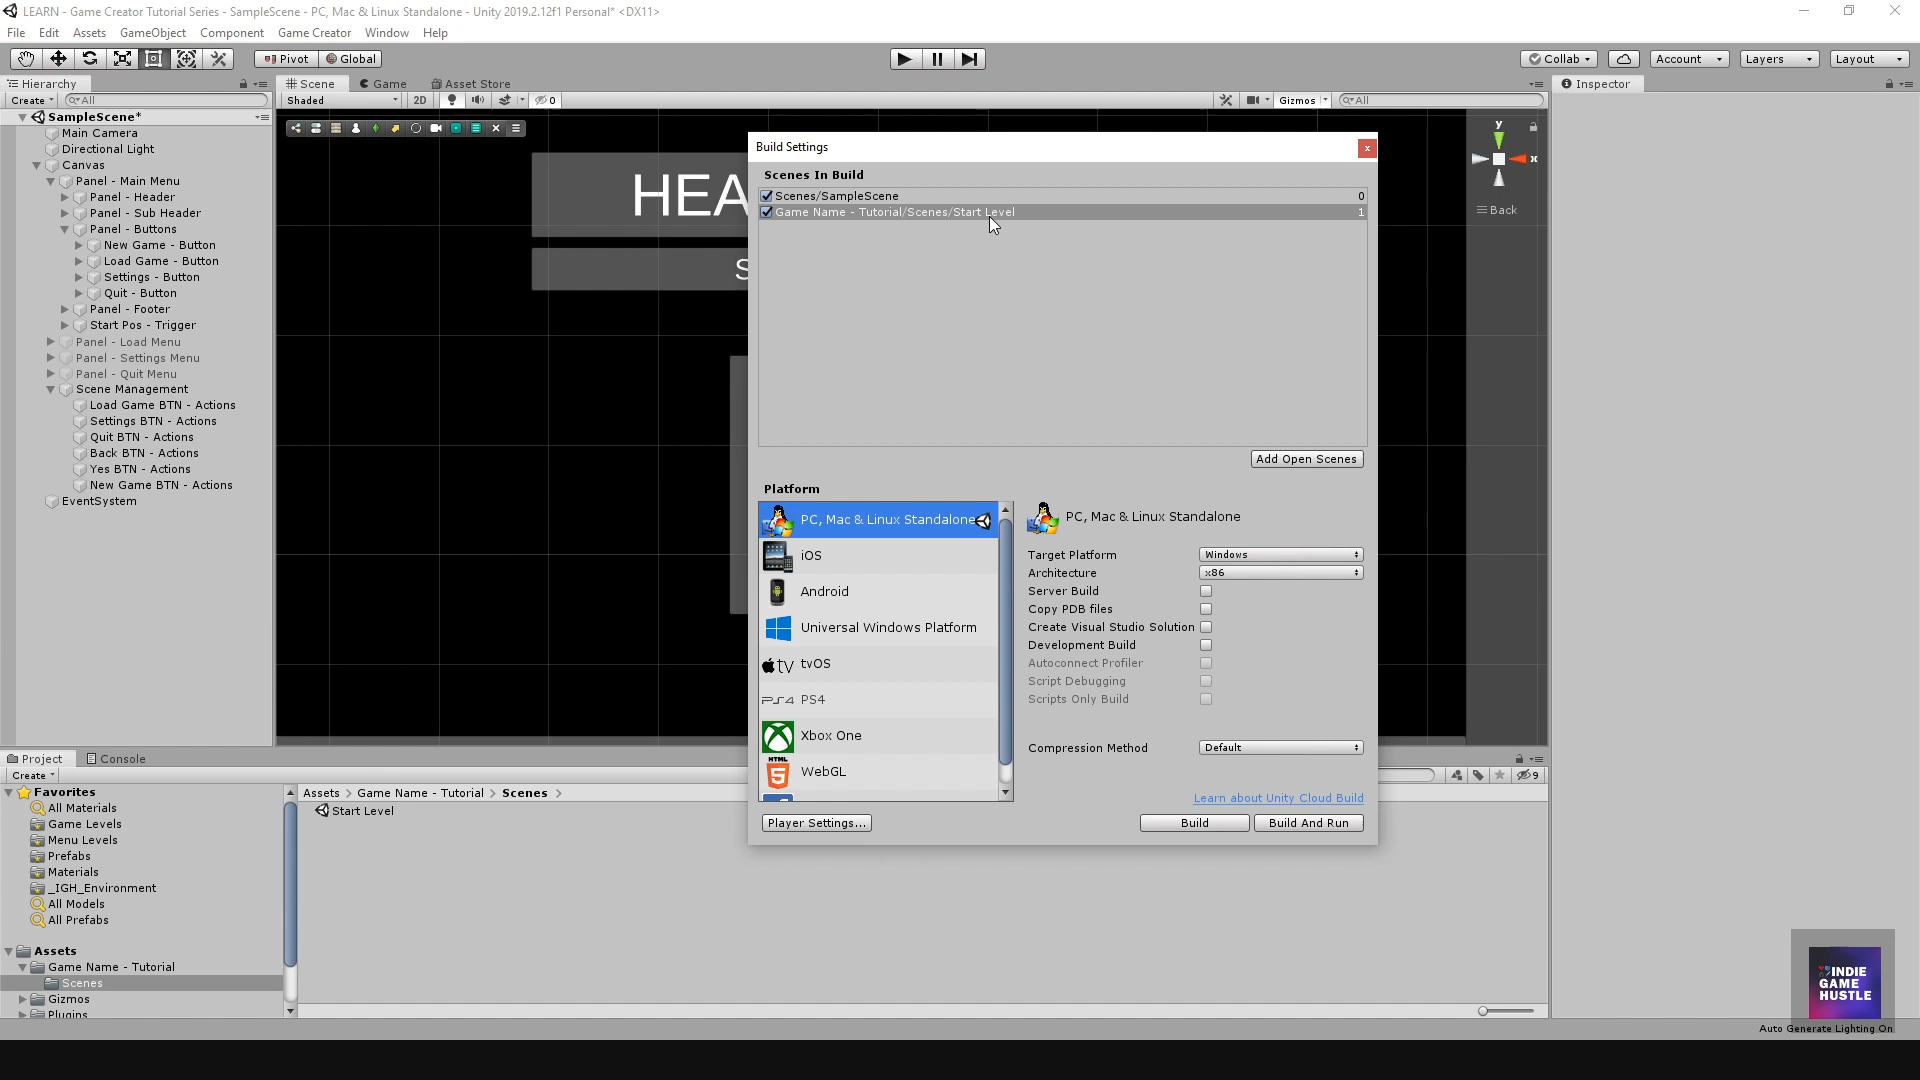 LEARN - Game Creator Tutorial Series - SampleScene - PC, Mac & Linux Standalone - Unity 2019.2.12f1 Personal* <DX11>
File Edit Assets GameObject Component Game Creator Window Help
Pivot Global Collab Account Layers Layout
Hierarchy
Create All
SampleScene*
Main Camera
Directional Light
Canvas
Panel - Main Menu
Panel - Header
Panel - Sub Header
Panel - Buttons
New Game - Button
Load Game - Button
Settings - Button
Quit - Button
Panel - Footer
Start Pos - Trigger
Panel - Load Menu
Panel - Settings Menu
Panel - Quit Menu
Scene Management
Load Game BTN - Actions
Settings BTN - Actions
Quit BTN - Actions
Back BTN - Actions
Yes BTN - Actions
New Game BTN - Actions
EventSystem
Scene Game Asset Store
Shaded 2D 0 Gizmos All
HEA
S
y
x
Back
Inspector
Build Settings
x
Scenes In Build
Scenes/SampleScene 0
Game Name - Tutorial/Scenes/Start Level 1
Add Open Scenes
Platform
PC, Mac & Linux Standalone
iOS
Android
Universal Windows Platform
tv tvOS
PS4 PS4
Xbox One
HTML
5 WebGL
PC, Mac & Linux Standalone
Target Platform Windows
Architecture x86
Server Build
Copy PDB files
Create Visual Studio Solution
Development Build
Autoconnect Profiler
Script Debugging
Scripts Only Build
Compression Method Default
Learn about Unity Cloud Build
Player Settings... Build Build And Run
Project Console
Create 9
Favorites
All Materials
Game Levels
Menu Levels
Prefabs
Materials
_IGH_Environment
All Models
All Prefabs
Assets
Game Name - Tutorial
Scenes
Gizmos
Plugins
Assets > Game Name - Tutorial > Scenes >
Start Level
INDIE
GAME
HUSTLE
Auto Generate Lighting On